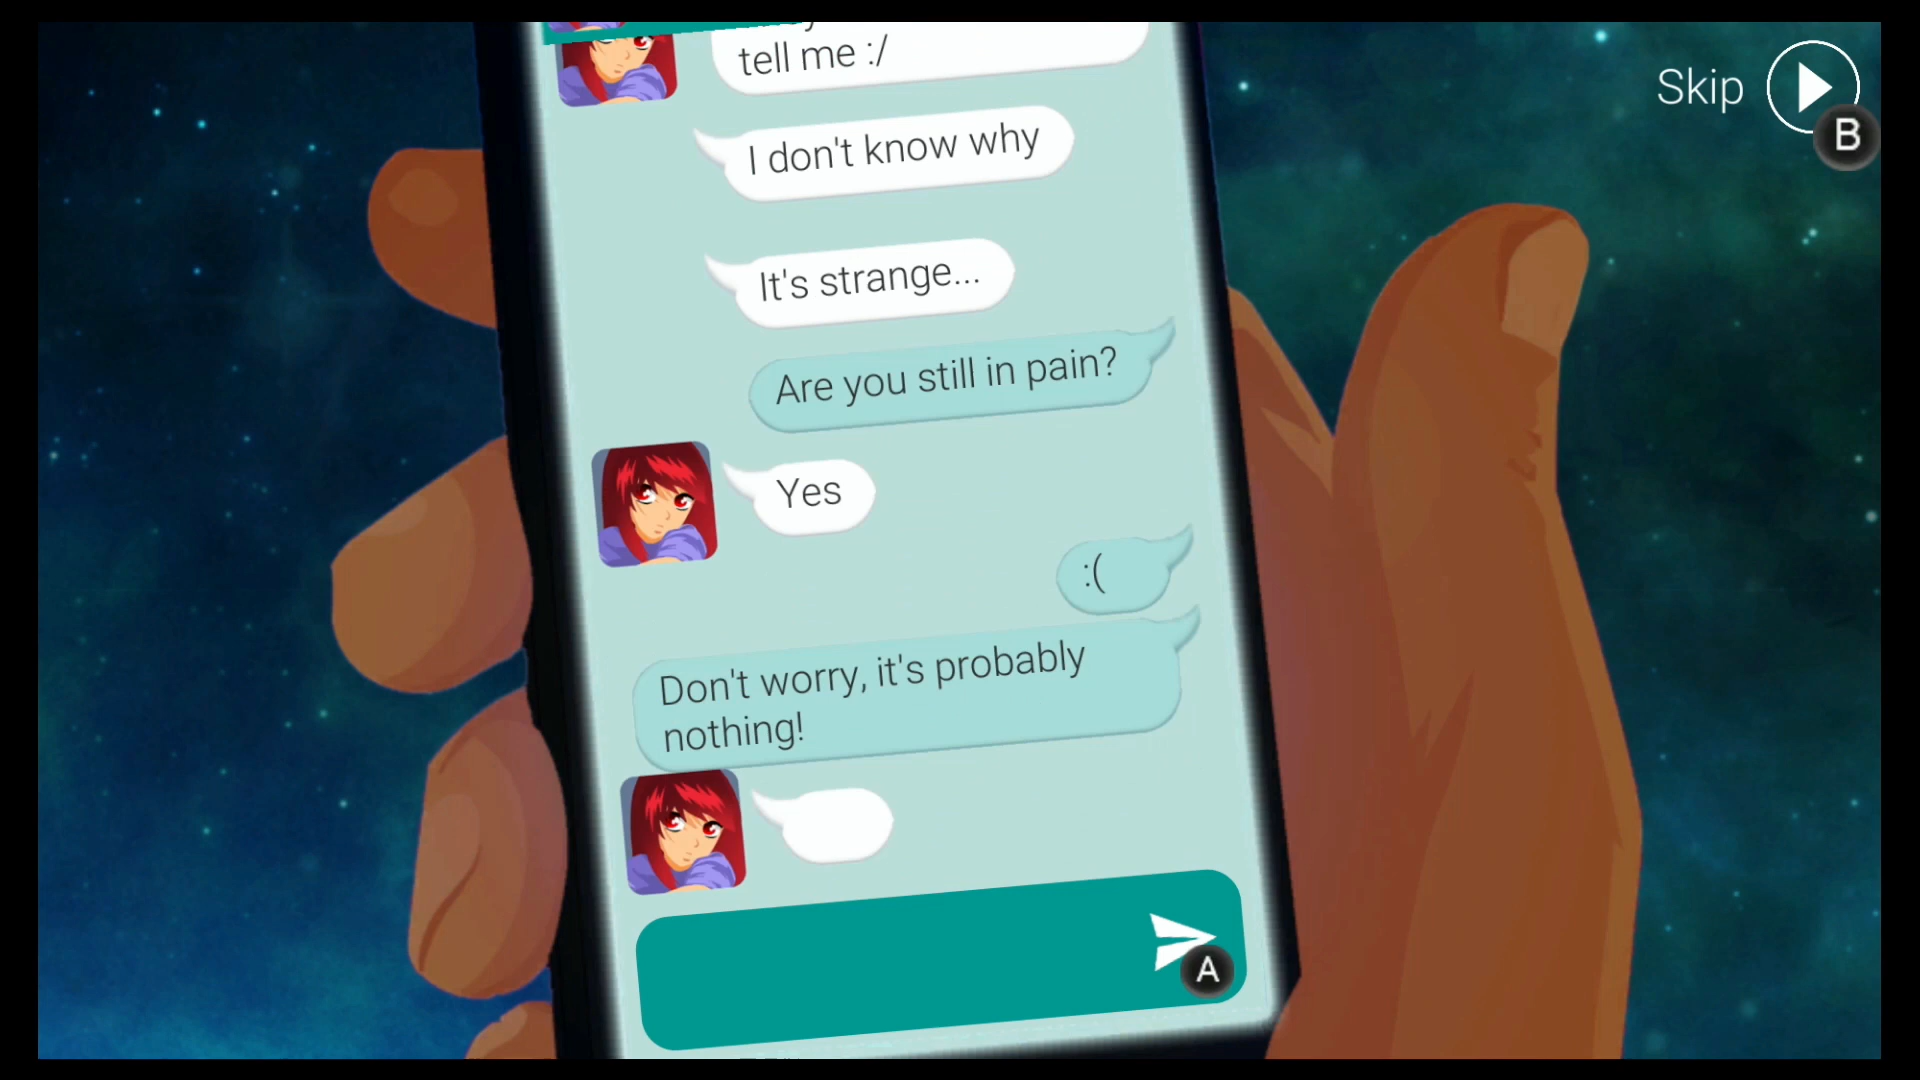 tell me :/
Skip
B
I don't know why
It's strange...
Are you still in pain?
Yes
:(
Don't worry, it's probably
nothing!
A